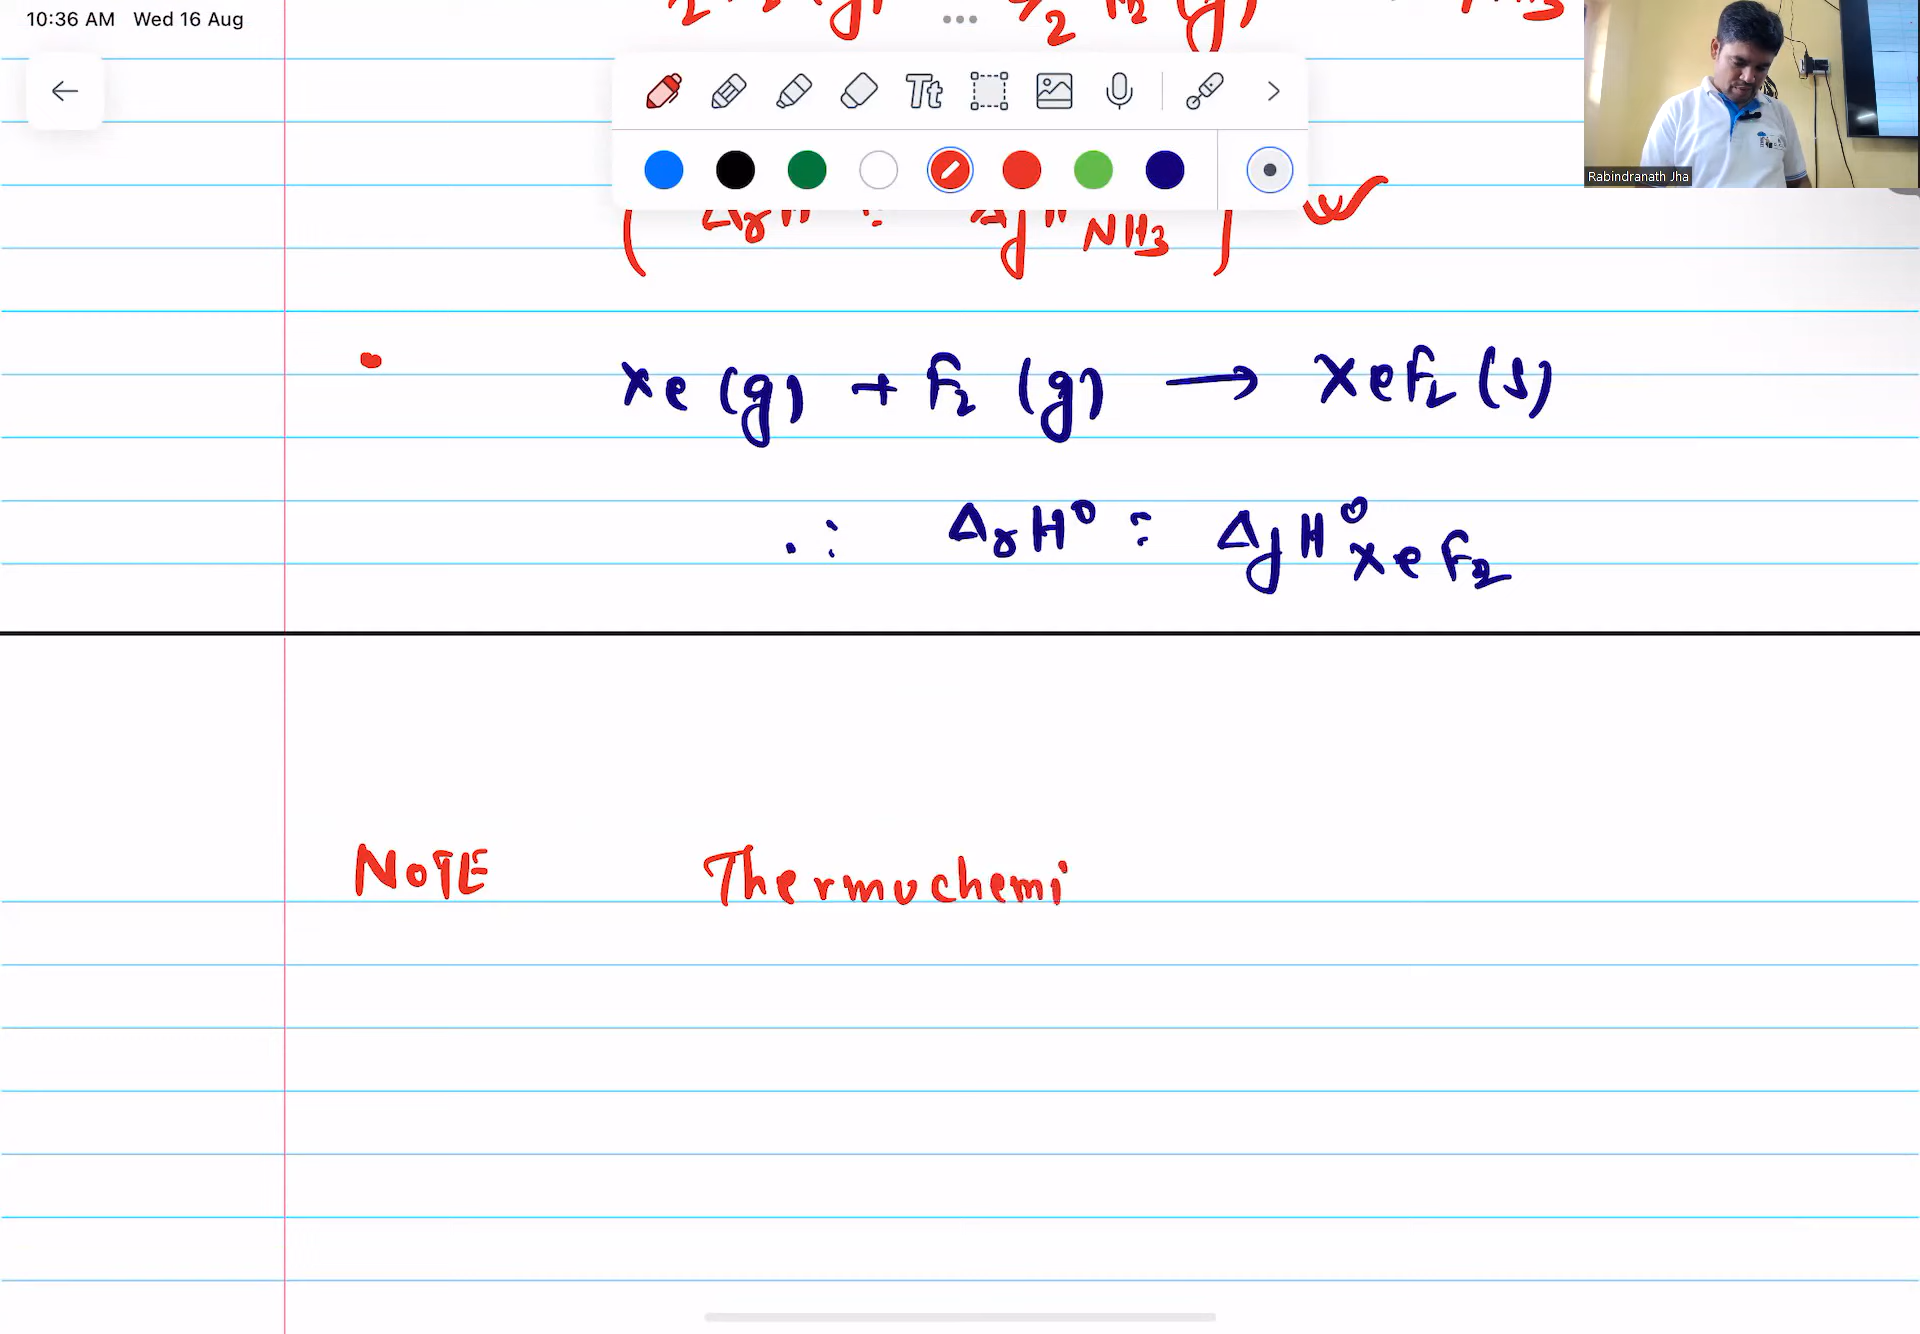 10:36 AM Wed 16 Aug
Tt
Rabindranath Jha
NH3
Xe (g) + F2 (g) → XeF2 (s)
∴ ΔrH° = ΔfH° XeF2
NOTE Thermochemi